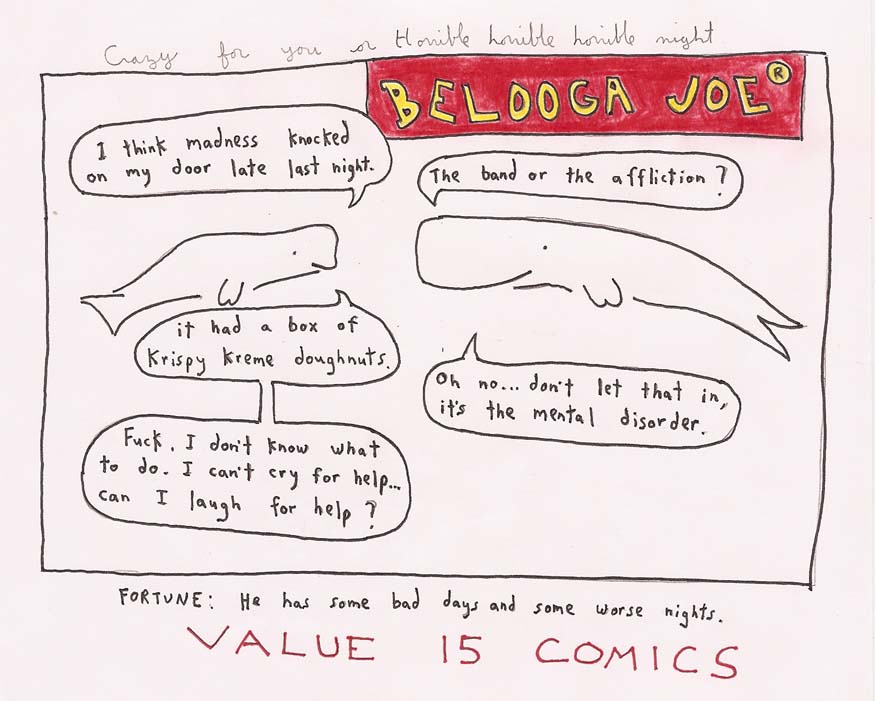 Crazy for you or Horrible horrible horrible night
BELOOGA JOE®
I think madness knocked
on my door late last night.
The band or the affliction?
it had a box of
Krispy Kreme doughnuts.
Oh no... don't let that in,
it's the mental disorder.
Fuck, I don't know what
to do. I can't cry for help...
can I laugh for help?
FORTUNE: He has some bad days and some worse nights.
VALUE 15 COMICS